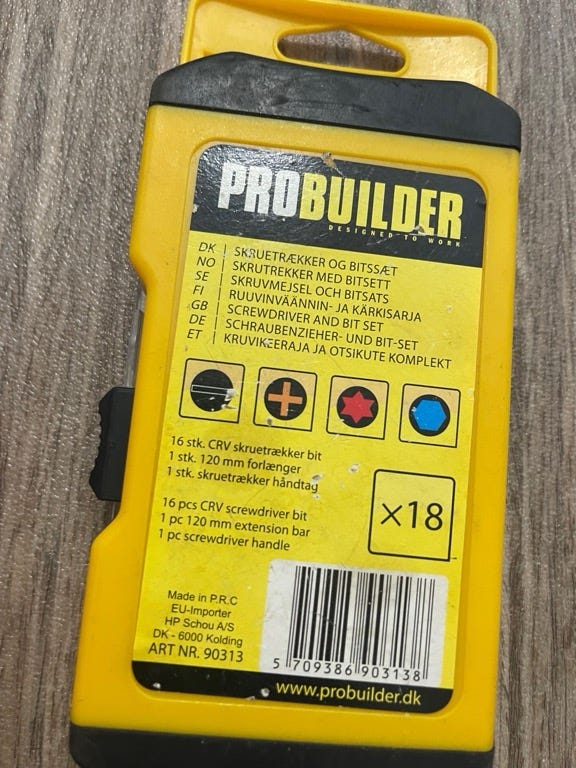 PROBUILDER
DESIGNED TO WORK
DK | SKRUETRÆKKER OG BITSSÆT
NO | SKRUTREKKER MED BITSETT
SE | SKRUVMEJSEL OCH BITSATS
FI | RUUVINVÄÄNNIN- JA KÄRKISARJA
GB | SCREWDRIVER AND BIT SET
DE | SCHRAUBENZIEHER- UND BIT-SET
ET | KRUVIKEERAJA JA OTSIKUTE KOMPLEKT
16 stk. CRV skruetrækker bit
1 stk. 120 mm forlænger
1 stk. skruetrækker håndtag
16 pcs CRV screwdriver bit
1 pc 120 mm extension bar
1 pc screwdriver handle
×18
Made in P.R.C
EU-Importer
HP Schou A/S
DK - 6000 Kolding
ART NR. 90313
5 709386 903138
www.probuilder.dk